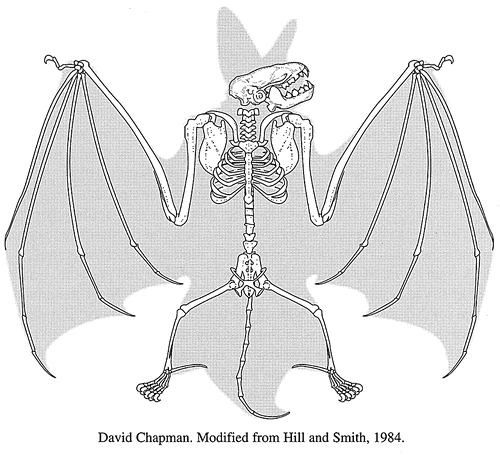 David Chapman. Modified from Hill and Smith, 1984.